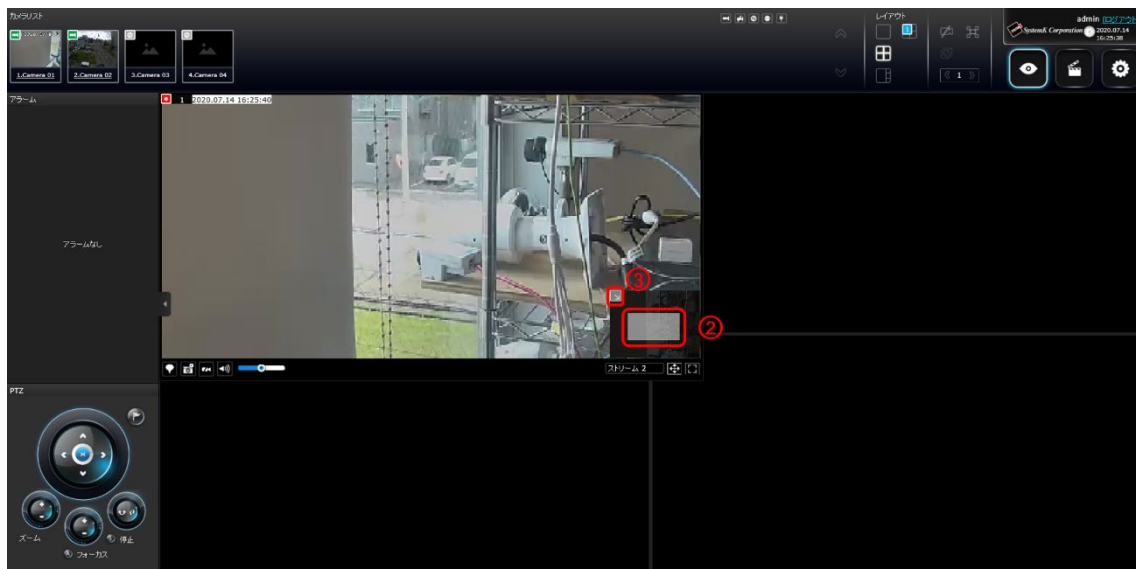 カメラリスト
レイアウト
admin (ログアウト)
SystemK Corporation
2020.07.14
16:25:38
1
1.Camera 01
2.Camera 02
3.Camera 03
4.Camera 04
1
アラーム
1 2020.07.14 16:25:40
アラームなし
③
②
ストリーム 2
PTZ
ズーム
停止
フォーカス